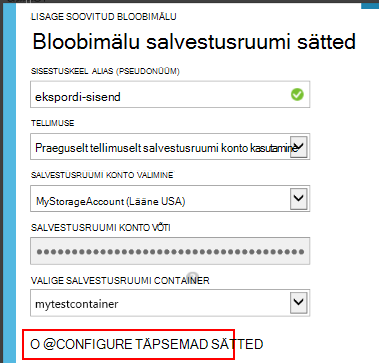 LISAGE SOOVITUD BLOOBIMÄLU
Bloobimälu salvestusruumi sätted
SISESTUSKEEL ALIAS (PSEUDONÜÜM)
ekspordi-sisend
TELLIMUSE
Praeguselt tellimuselt salvestusruumi konto kasutamine
SALVESTUSRUUMI KONTO VALIMINE
MyStorageAccount (Lääne USA)
SALVESTUSRUUMI KONTO VÕTI
VALIGE SALVESTUSRUUMI CONTAINER
mytestcontainer
O @CONFIGURE TÄPSEMAD SÄTTED